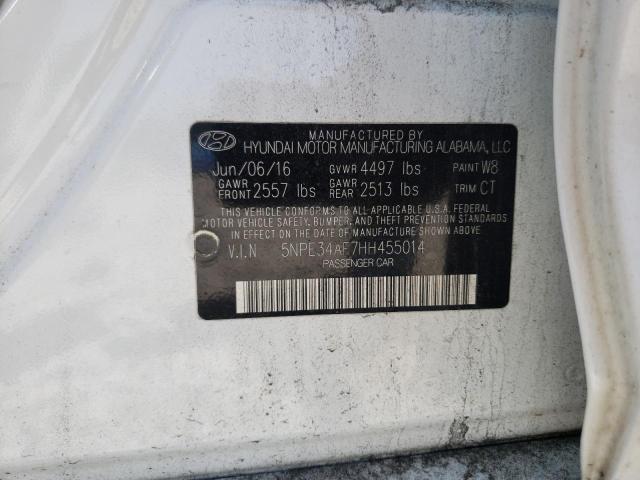 MANUFACTURED BY
HYUNDAI MOTOR MANUFACTURING ALABAMA, LLC
Jun/06/16 GVWR 4497 lbs PAINT W8
GAWR FRONT 2557 lbs GAWR REAR 2513 lbs TRIM CT
THIS VEHICLE CONFORMS TO ALL APPLICABLE U.S.A. FEDERAL
MOTOR VEHICLE SAFETY, BUMPER, AND THEFT PREVENTION STANDARDS
IN EFFECT ON THE DATE OF MANUFACTURE SHOWN ABOVE.
V.I.N 5NPE34AF7HH455014
PASSENGER CAR